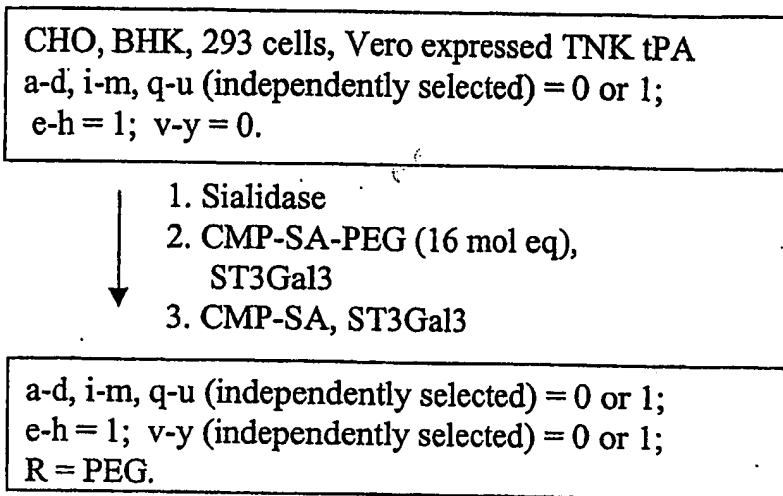 CHO, BHK, 293 cells, Vero expressed TNK tPA
a-d, i-m, q-u (independently selected) = 0 or 1;
e-h = 1; v-y = 0.
1. Sialidase
2. CMP-SA-PEG (16 mol eq),
ST3Gal3
3. CMP-SA, ST3Gal3
a-d, i-m, q-u (independently selected) = 0 or 1;
e-h = 1; v-y (independently selected) = 0 or 1;
R = PEG.